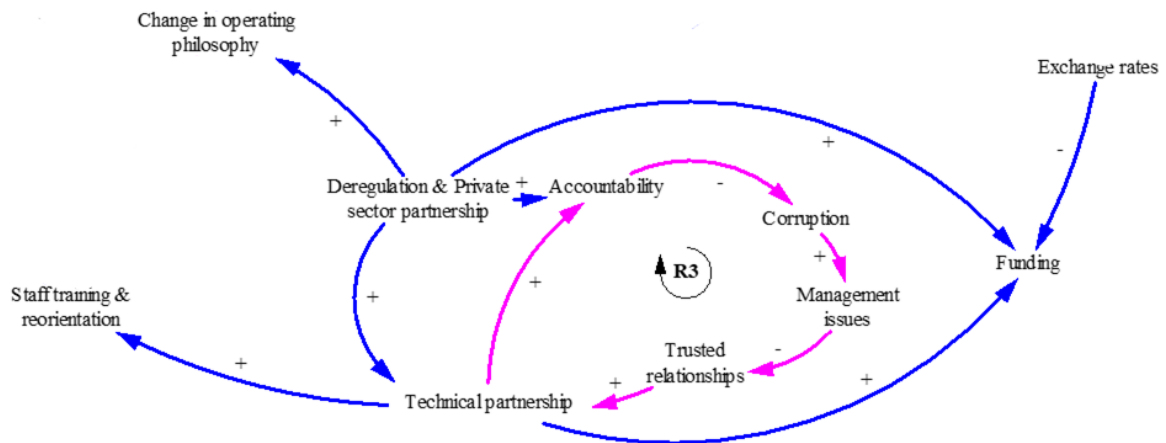 Change in operating
philosophy
Exchange rates
+
-
+
Deregulation & Private
sector partnership
+
Accountability
-
Corruption
+
Funding
R3
+
+
Management
issues
Staff training &
reorientation
+
-
Trusted
relationships
+
+
+
Technical partnership